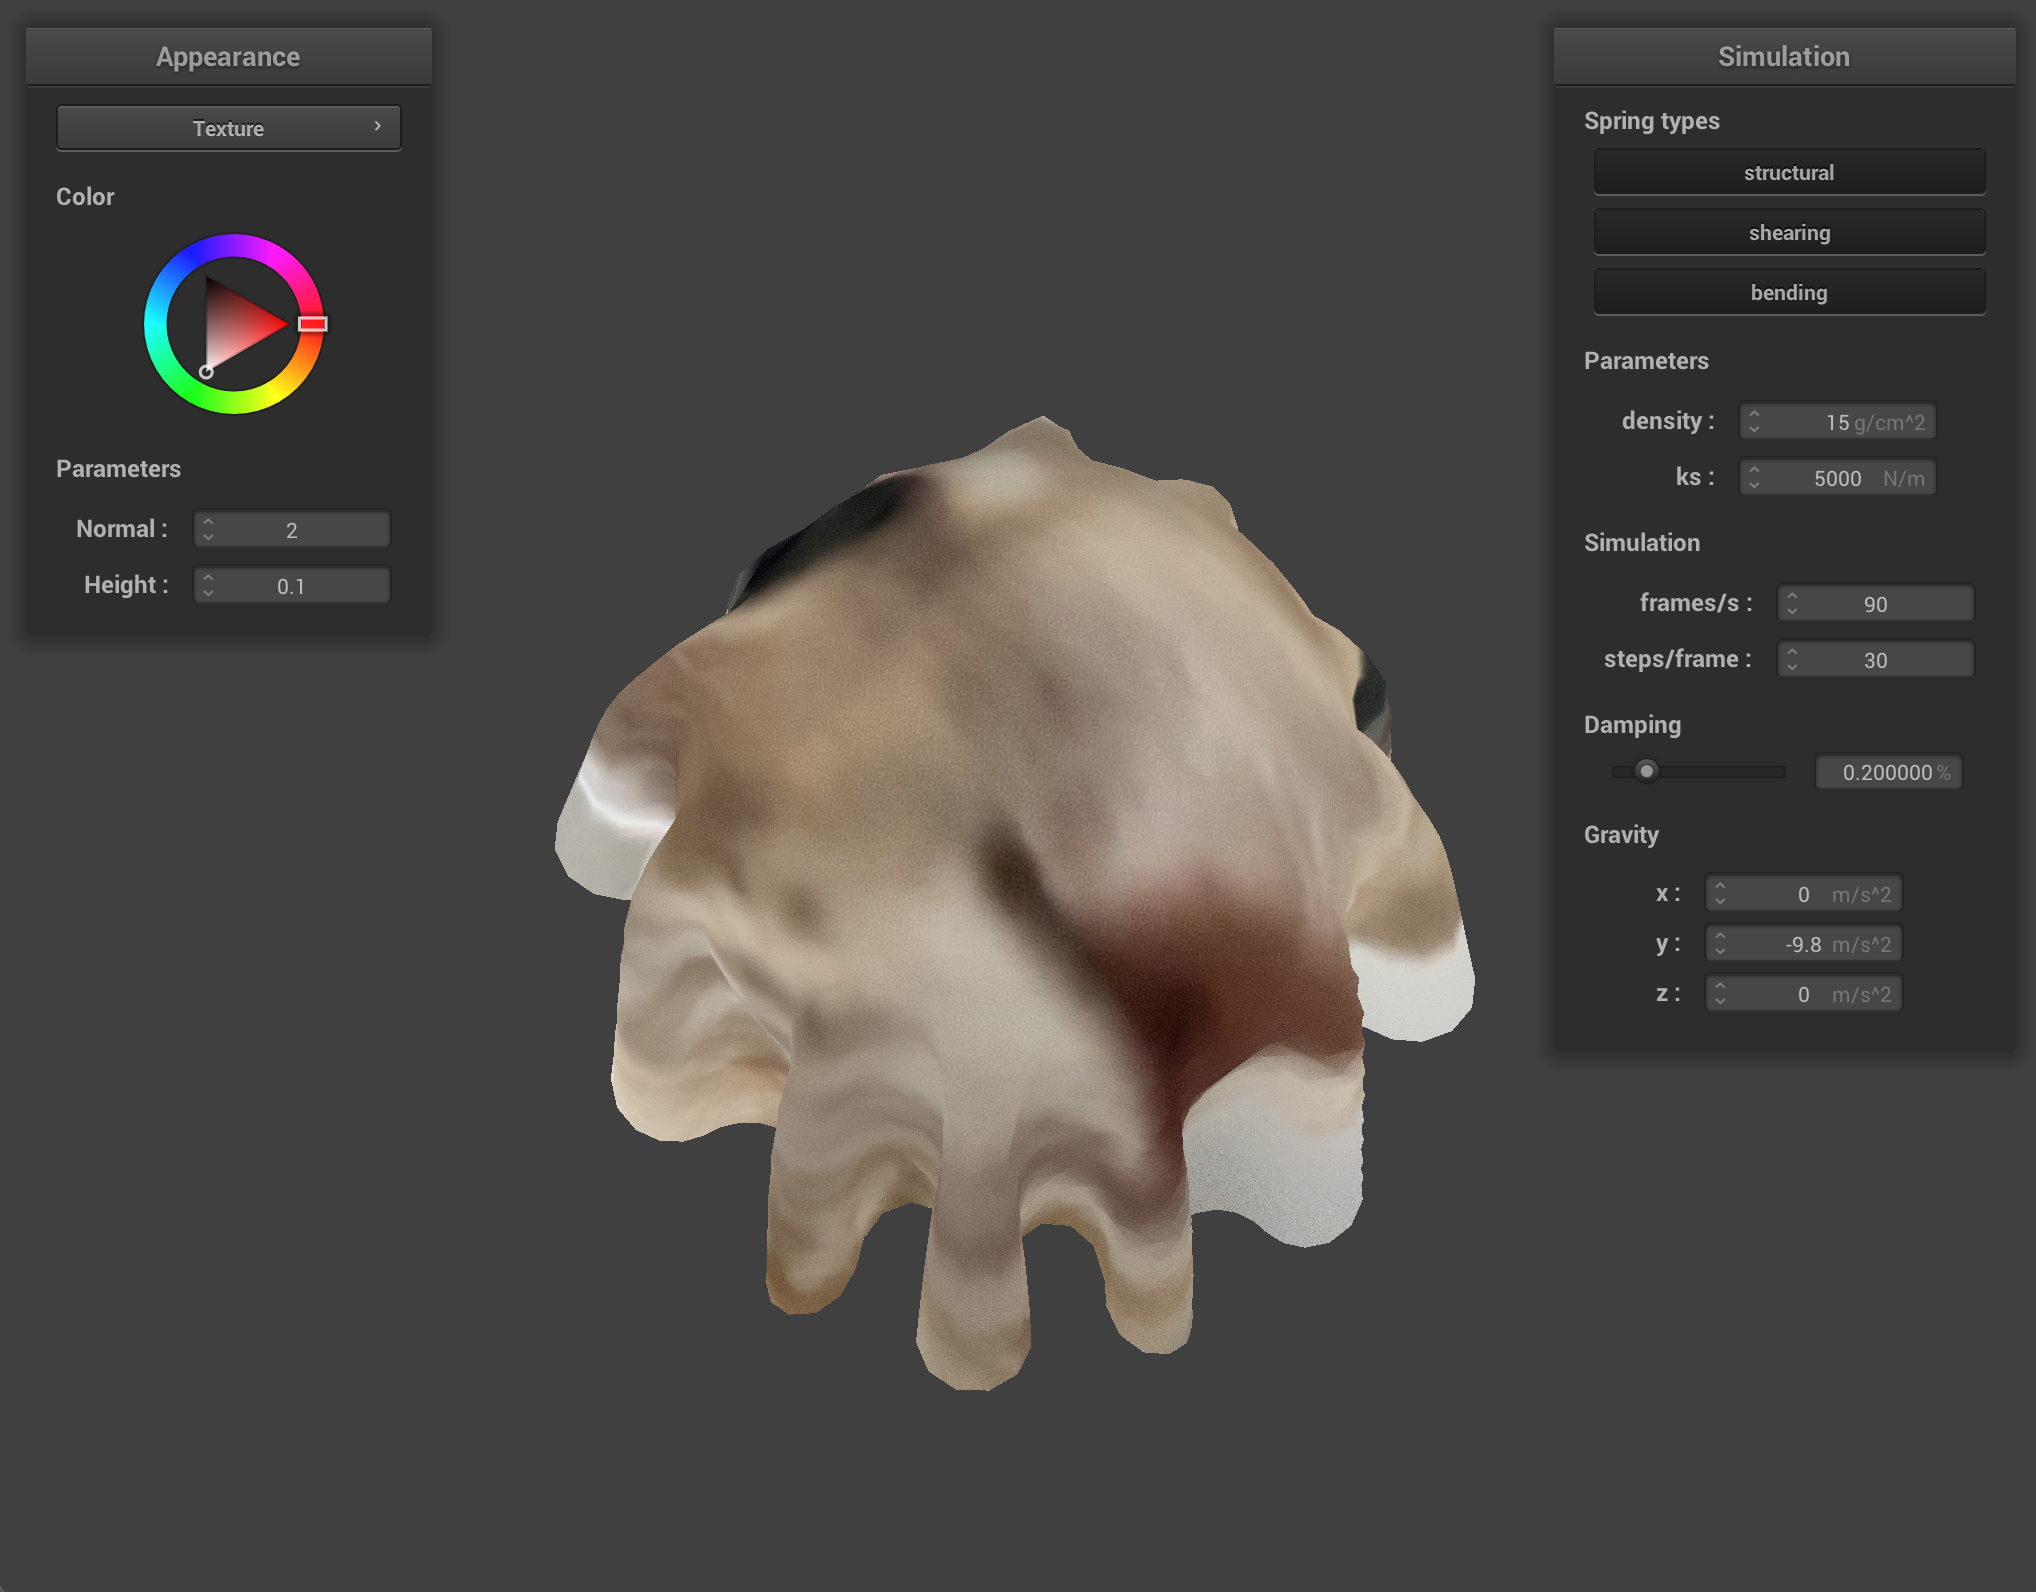 Appearance
Texture
Color
Parameters
Normal : 2
Height : 0.1
Simulation
Spring types
structural
shearing
bending
Parameters
density : 15 g/cm^2
ks : 5000 N/m
Simulation
frames/s : 90
steps/frame : 30
Damping
0.200000 %
Gravity
x : 0 m/s^2
y : -9.8 m/s^2
z : 0 m/s^2